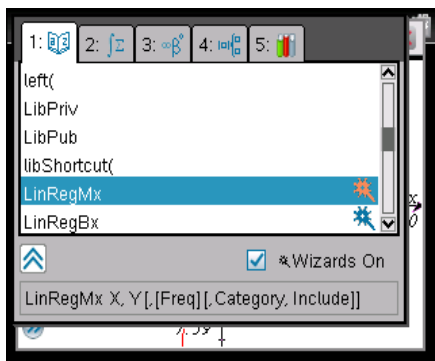 1: 2: ∫Σ 3: ∞β° 4: 5:
left(
LibPriv
LibPub
libShortcut(
LinRegMx
LinRegBx
Wizards On
LinRegMx X, Y[,[Freq][,Category, Include]]
x